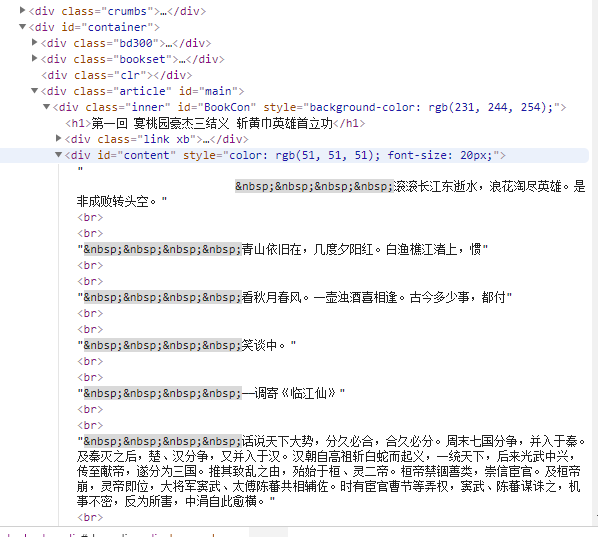 ▶<div class="crumbs">…</div>
▼<div id="container">
▶<div class="bd300">…</div>
▶<div class="bookset">…</div>
<div class="clr"></div>
▼<div class="article" id="main">
▼<div class="inner" id="BookCon" style="background-color: rgb(231, 244, 254);">
<h1>第一回 宴桃园豪杰三结义 斩黄巾英雄首立功</h1>
▶<div class="link xb">…</div>
▼<div id="content" style="color: rgb(51, 51, 51); font-size: 20px;">
"
&nbsp;&nbsp;&nbsp;&nbsp;滚滚长江东逝水，浪花淘尽英雄。是
非成败转头空。"
<br>
<br>
"&nbsp;&nbsp;&nbsp;&nbsp;青山依旧在，几度夕阳红。白渔樵江渚上，惯"
<br>
<br>
"&nbsp;&nbsp;&nbsp;&nbsp;看秋月春风。一壶浊酒喜相逢。古今多少事，都付"
<br>
<br>
"&nbsp;&nbsp;&nbsp;&nbsp;笑谈中。"
<br>
<br>
"&nbsp;&nbsp;&nbsp;&nbsp;—调寄《临江仙》"
<br>
<br>
"&nbsp;&nbsp;&nbsp;&nbsp;话说天下大势，分久必合，合久必分。周末七国分争，并入于秦。
及秦灭之后，楚、汉分争，又并入于汉。汉朝自高祖斩白蛇而起义，一统天下，后来光武中兴，
传至献帝，遂分为三国。推其致乱之由，殆始于桓、灵二帝。桓帝禁锢善类，崇信宦官。及桓帝
崩，灵帝即位，大将军窦武、太傅陈蕃共相辅佐。时有宦官曹节等弄权，窦武、陈蕃谋诛之，机
事不密，反为所害，中涓自此愈横。"
<br>